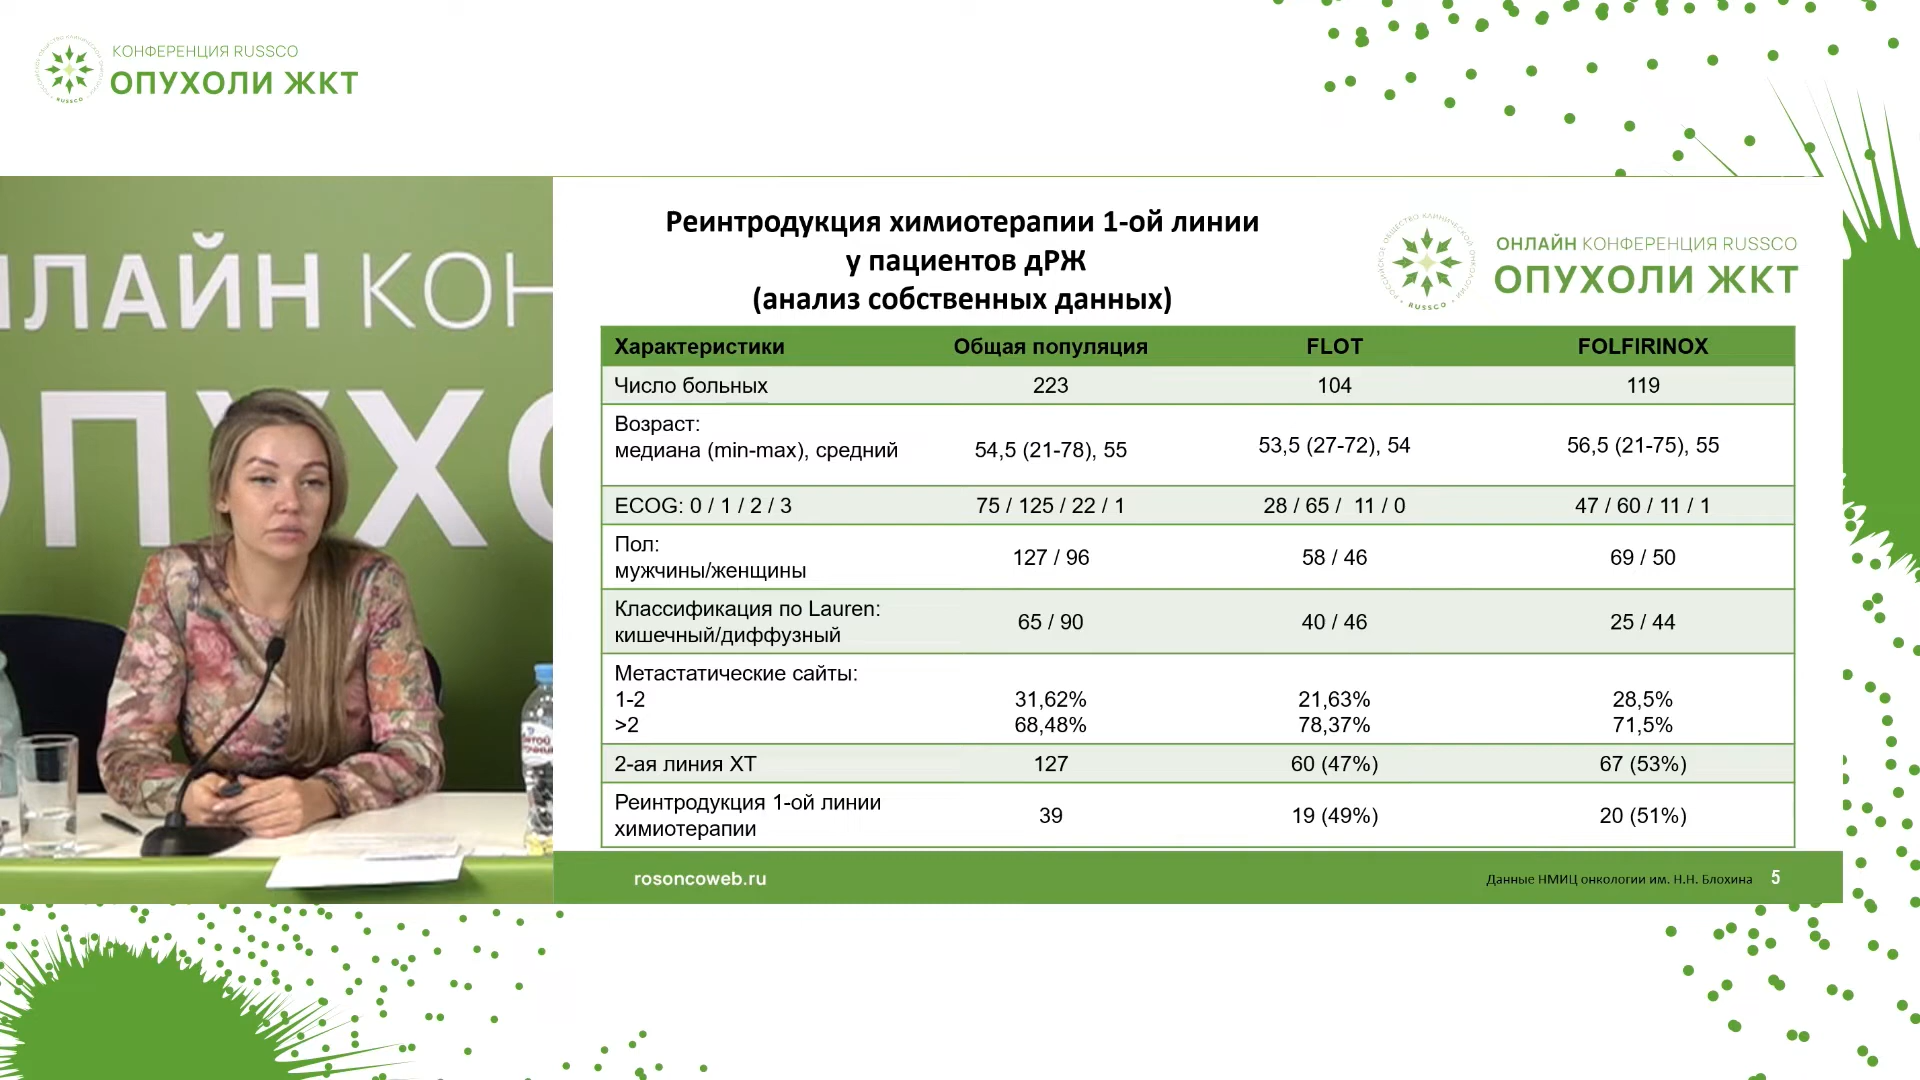 КОНФЕРЕНЦИЯ RUSSCO
ОПУХОЛИ ЖКТ
НЛАЙН КОН
ОПУХО
Реинтродукция химиотерапии 1-ой линии
у пациентов дРЖ
(анализ собственных данных)
ОНЛАЙН КОНФЕРЕНЦИЯ RUSSCO
ОПУХОЛИ ЖКТ
RUSSCO
Характеристики Общая популяция FLOT FOLFIRINOX
Число больных 223 104 119
Возраст:
медиана (min-max), средний 54,5 (21-78), 55 53,5 (27-72), 54 56,5 (21-75), 55
ECOG: 0 / 1 / 2 / 3 75 / 125 / 22 / 1 28 / 65 / 11 / 0 47 / 60 / 11 / 1
Пол:
мужчины/женщины 127 / 96 58 / 46 69 / 50
Классификация по Lauren:
кишечный/диффузный 65 / 90 40 / 46 25 / 44
Метастатические сайты:
1-2 31,62% 21,63% 28,5%
>2 68,48% 78,37% 71,5%
2-ая линия ХТ 127 60 (47%) 67 (53%)
Реинтродукция 1-ой линии
химиотерапии 39 19 (49%) 20 (51%)
rosoncoweb.ru
Данные НМИЦ онкологии им. Н.Н. Блохина 5